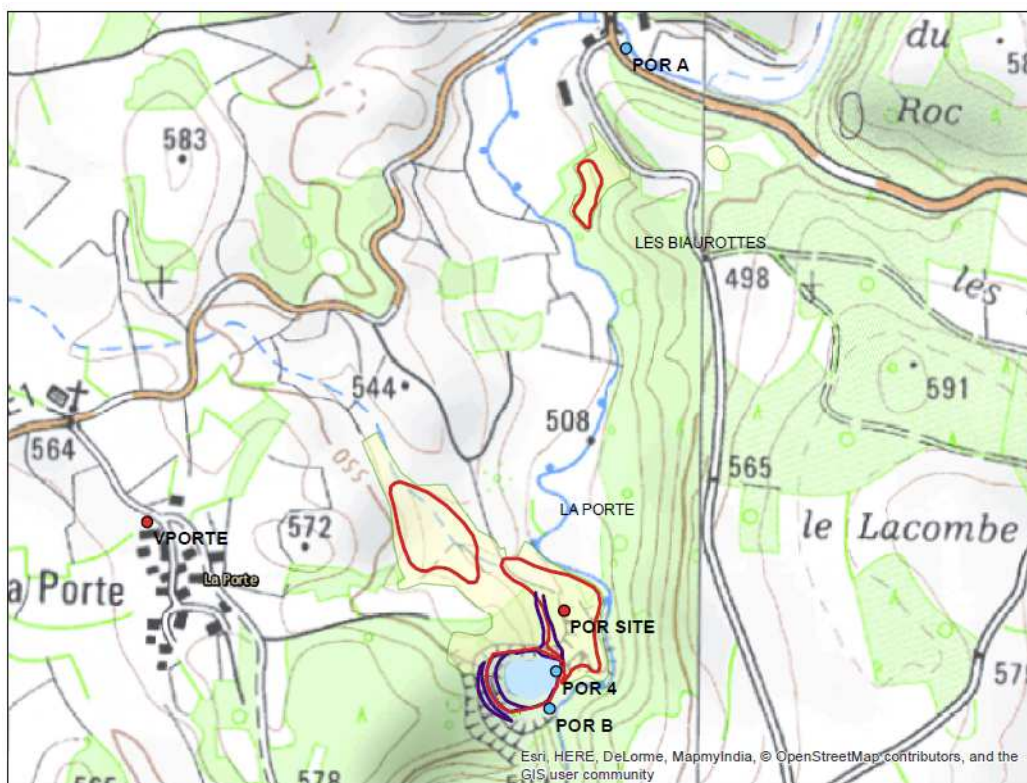 du
POR A
58
Roc
583
LES BIAUROTTES
498
les
544
591
508
564
550
565
LA PORTE
VPORTE
572
le Lacombe
La Porte
a Porte
POR SITE
POR 4
POR B
578
Esri, HERE, DeLorme, MapmyIndia, © OpenStreetMap contributors, and the
GIS user community